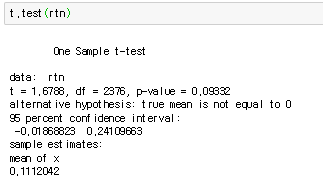 t.test(rtn)
One Sample t-test
data: rtn
t = 1.6788, df = 2376, p-value = 0.09332
alternative hypothesis: true mean is not equal to 0
95 percent confidence interval:
-0.01868823 0.24109663
sample estimates:
mean of x
0.1112042